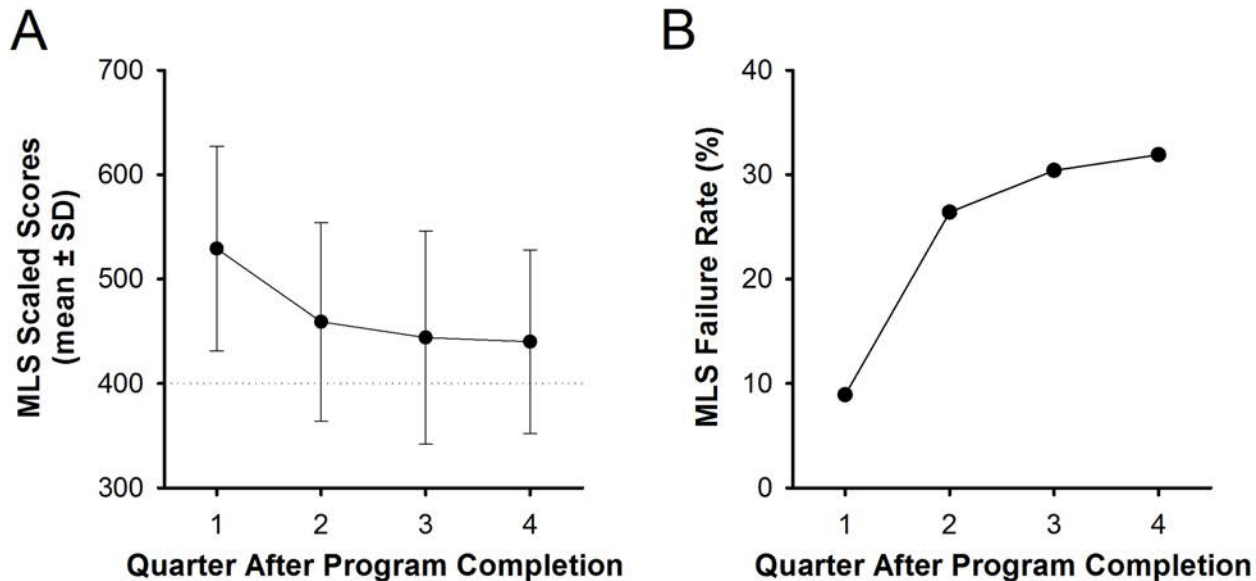 A
MLS Scaled Scores
(mean ± SD)
700
600
500
400
300
1 2 3 4
Quarter After Program Completion
B
MLS Failure Rate (%)
40
30
20
10
0
1 2 3 4
Quarter After Program Completion